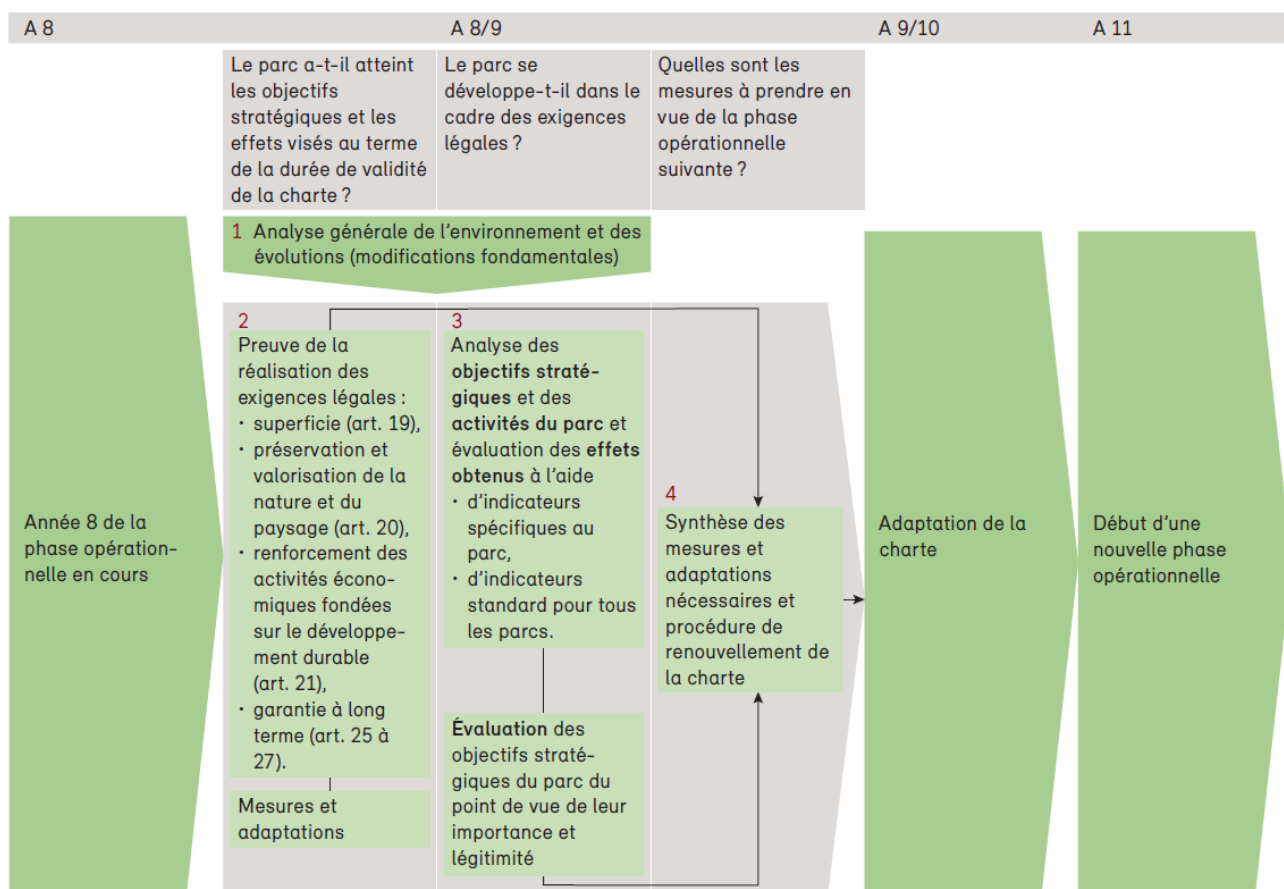 A 8
A 8/9
A 9/10
A 11
Le parc a-t-il atteint
les objectifs
stratégiques et les
effets visés au terme
de la durée de validité
de la charte ?
Le parc se
développe-t-il dans le
cadre des exigences
légales ?
Quelles sont les
mesures à prendre en
vue de la phase
opérationnelle
suivante ?
1 Analyse générale de l’environnement et des
évolutions (modifications fondamentales)
Année 8 de la
phase opération-
nelle en cours
2
Preuve de la
réalisation des
exigences légales :
· superficie (art. 19),
· préservation et
valorisation de la
nature et du
paysage (art. 20),
· renforcement des
activités écono-
miques fondées
sur le développe-
ment durable
(art. 21),
· garantie à long
terme (art. 25 à
27).
Mesures et
adaptations
3
Analyse des
objectifs straté-
giques et des
activités du parc et
évaluation des effets
obtenus à l’aide
· d’indicateurs
spécifiques au
parc,
· d’indicateurs
standard pour tous
les parcs.
Évaluation des
objectifs straté-
giques du parc du
point de vue de leur
importance et
légitimité
4
Synthèse des
mesures et
adaptations
nécessaires et
procédure de
renouvellement de
la charte
Adaptation de la
charte
Début d’une
nouvelle phase
opérationnelle